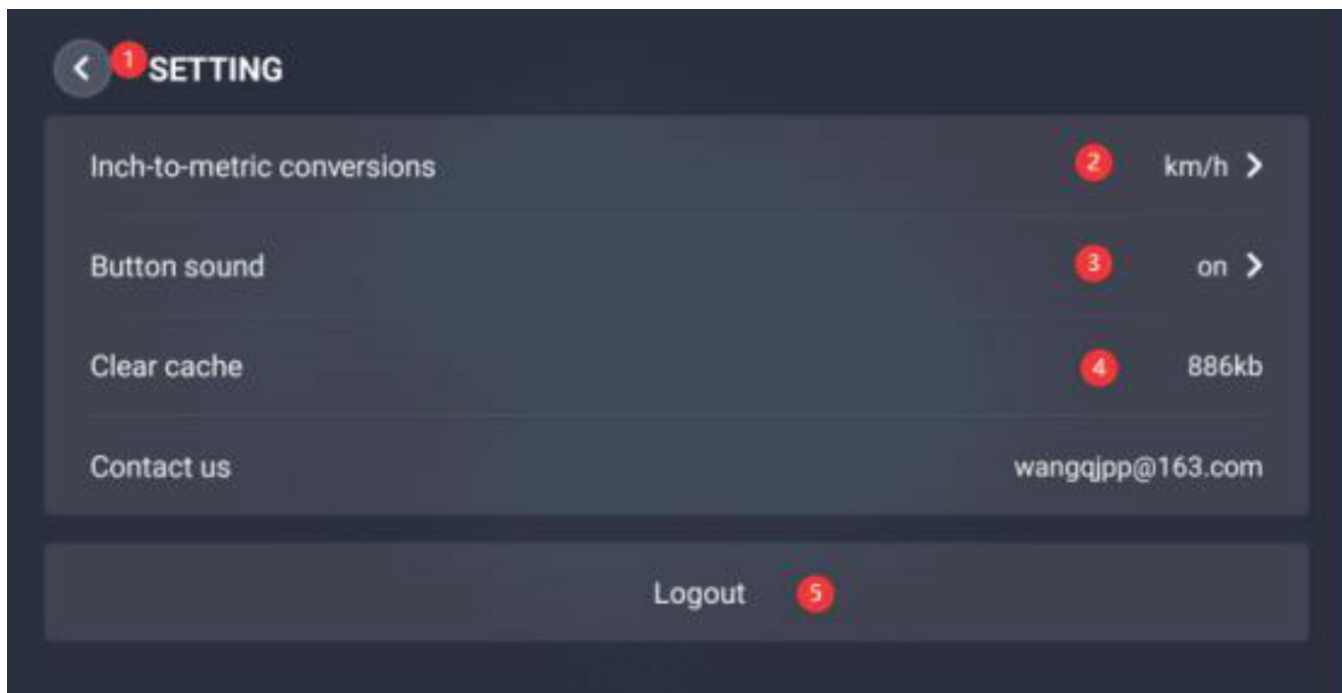 1 SETTING
Inch-to-metric conversions 2 km/h
Button sound 3 on
Clear cache 4 886kb
Contact us wangqjpp@163.com
Logout 5